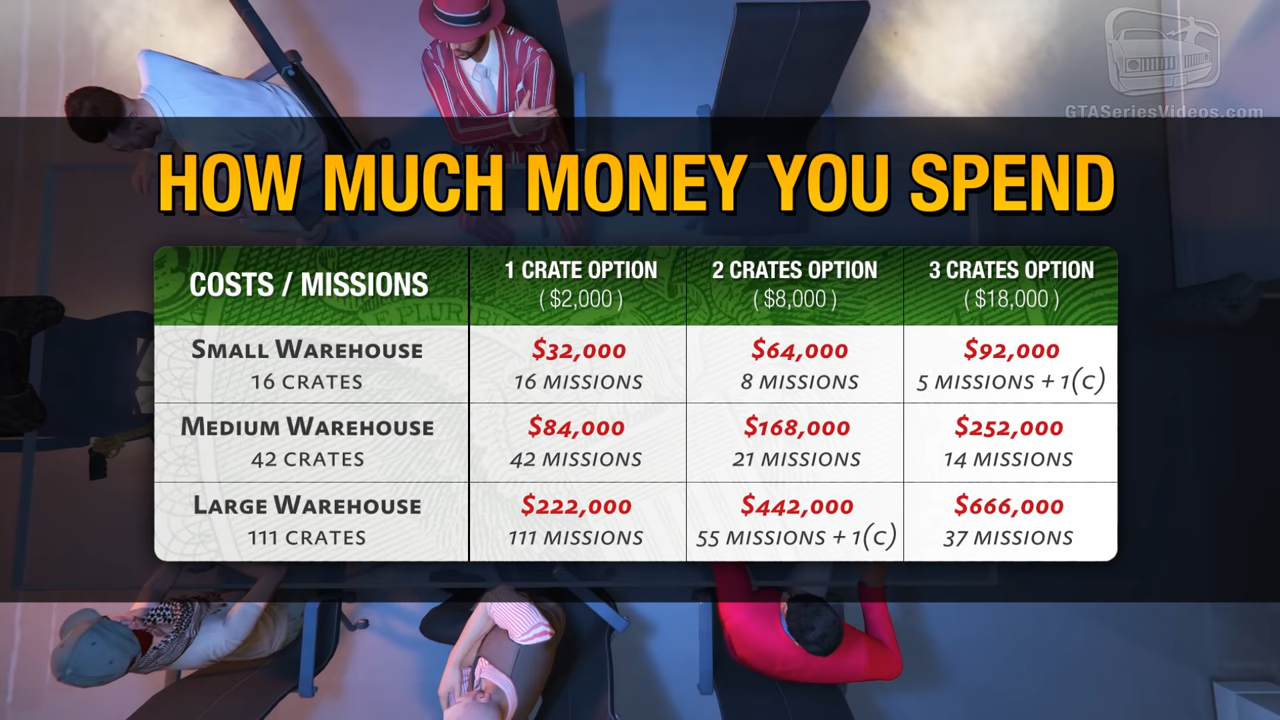 GTASeriesVideos.com
HOW MUCH MONEY YOU SPEND
COSTS / MISSIONS
1 CRATE OPTION
( $2,000 )
2 CRATES OPTION
( $8,000 )
3 CRATES OPTION
( $18,000 )
SMALL WAREHOUSE
16 CRATES
$32,000
16 MISSIONS
$64,000
8 MISSIONS
$92,000
5 MISSIONS + 1(C)
MEDIUM WAREHOUSE
42 CRATES
$84,000
42 MISSIONS
$168,000
21 MISSIONS
$252,000
14 MISSIONS
LARGE WAREHOUSE
111 CRATES
$222,000
111 MISSIONS
$442,000
55 MISSIONS + 1(C)
$666,000
37 MISSIONS